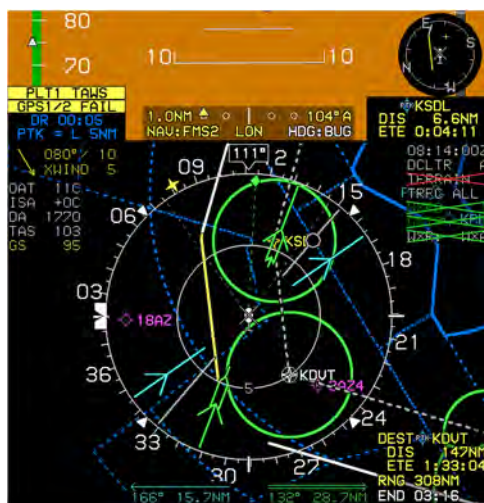 80
10 10
70
PLT1 TAWS
GPS1/2 FAIL
DR 00:05
PTK = L 5NM
1.0NM 104°A
NAV:FMS2 LON HDG:BUG
E
S
N
W
KSDL
DIS 6.6NM
ETE 0:04:11
080°/ 10
XWIND 5
OAT 11C
ISA +0C
DA 1770
TAS 103
GS 95
08:14:00Z
DCLTR A
TERRAIN
FTRFC ALL
111°
09
15
06
18
03
21
36
24
33
30
27
18AZ
KDVT
2AZ4
5
DEST KDVT
DIS 147NM
ETE 1:33:04
RNG 308NM
END 03:16
166° 15.7NM
132° 28.7NM